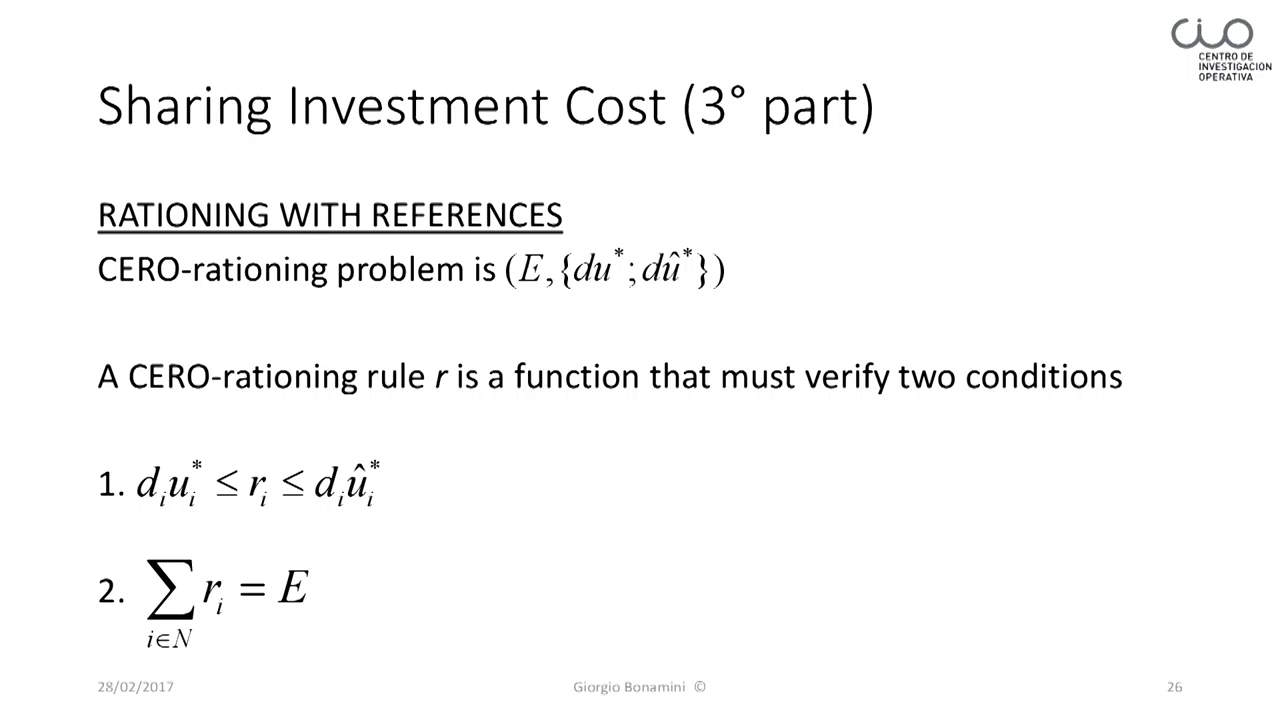 CIO
CENTRO DE
INVESTIGACION
OPERATIVA
Sharing Investment Cost (3° part)
RATIONING WITH REFERENCES
CERO-rationing problem is (E,{du*;dû*})
A CERO-rationing rule r is a function that must verify two conditions
1. dᵢuᵢ* ≤ rᵢ ≤ dᵢûᵢ*
2. ∑ rᵢ = E
i∈N
28/02/2017 Giorgio Bonamini © 26